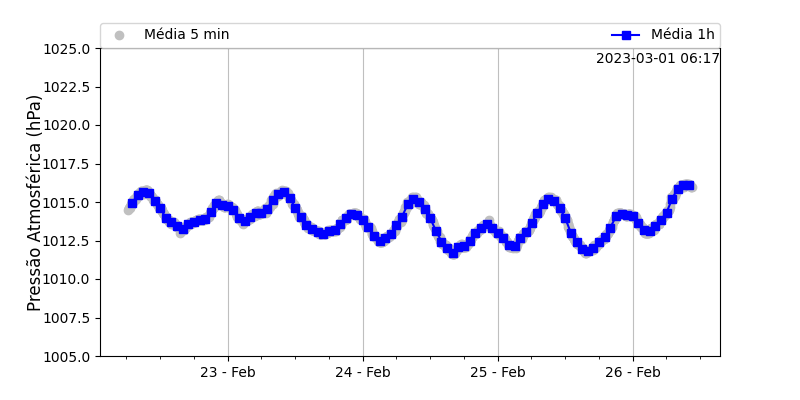 Média 5 min
Média 1h
2023-03-01 06:17
Pressão Atmosférica (hPa)
1025.0
1022.5
1020.0
1017.5
1015.0
1012.5
1010.0
1007.5
1005.0
23 - Feb
24 - Feb
25 - Feb
26 - Feb